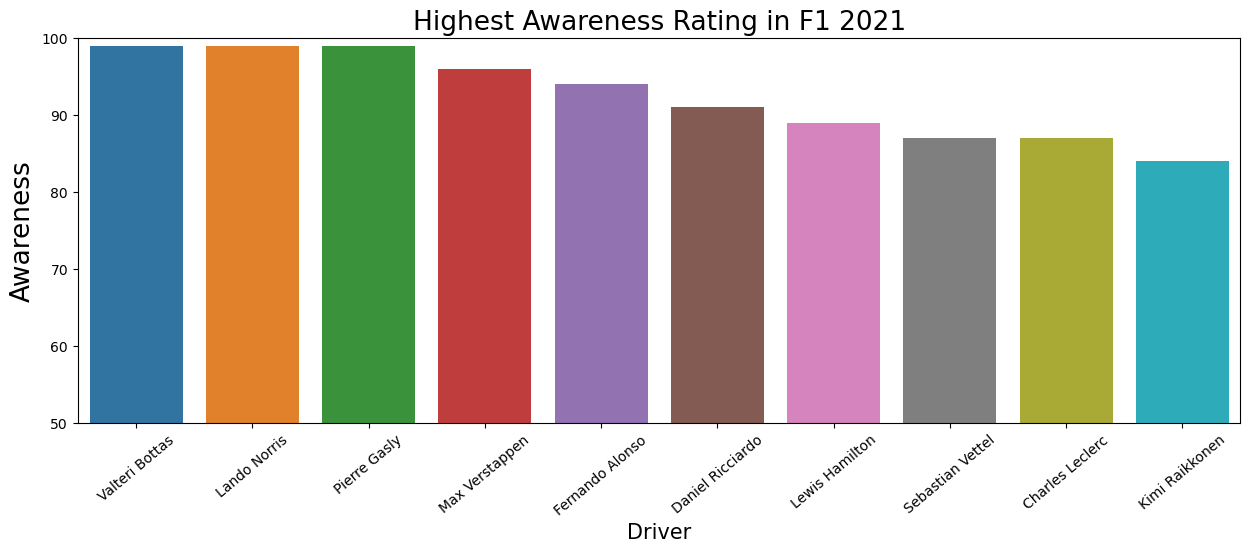 Highest Awareness Rating in F1 2021
Awareness
100
90
80
70
60
50
Valteri Bottas
Lando Norris
Pierre Gasly
Max Verstappen
Fernando Alonso
Daniel Ricciardo
Lewis Hamilton
Sebastian Vettel
Charles Leclerc
Kimi Raikkonen
Driver